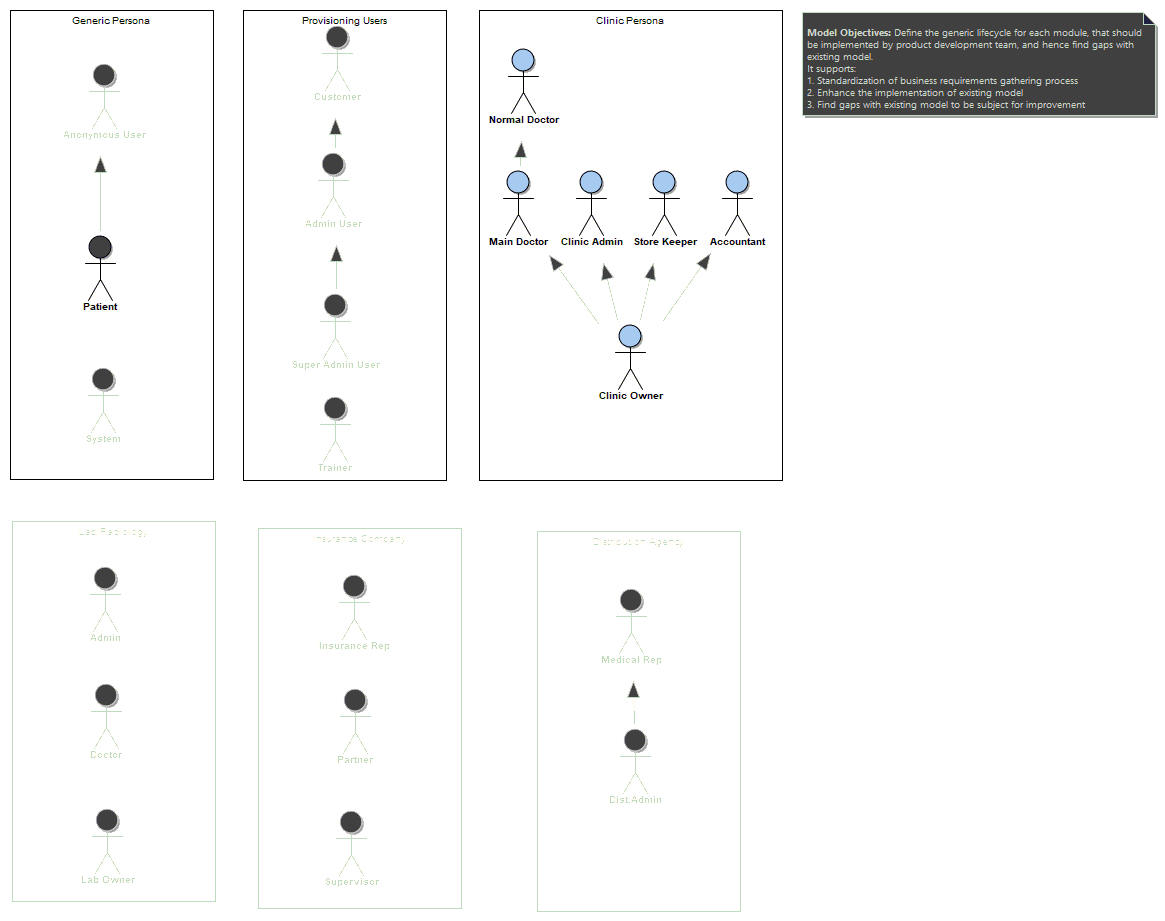 Generic Persona
Anonymous User
Patient
System
Provisioning Users
Customer
Admin User
Super Admin User
Trainer
Clinic Persona
Normal Doctor
Main Doctor
Clinic Admin
Store Keeper
Accountant
Clinic Owner
Model Objectives: Define the generic lifecycle for each module, that should
be implemented by product development team, and hence find gaps with
existing model.
It supports:
1. Standardization of business requirements gathering process
2. Enhance the implementation of existing model
3. Find gaps with existing model to be subject for improvement
Lab Radiology
Admin
Doctor
Lab Owner
Insurance Company
Insurance Rep
Partner
Supervisor
Distribution Agency
Medical Rep
Dist.Admin